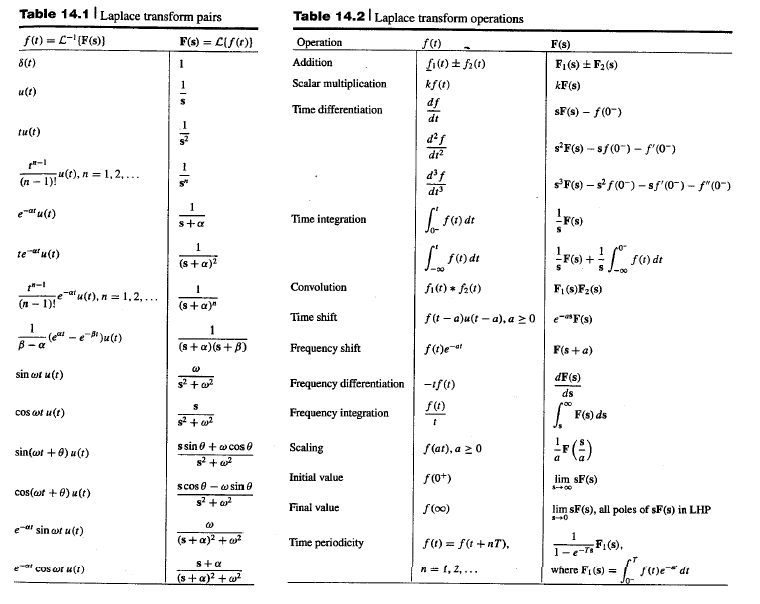 Table 14.1 | Laplace transform pairs
f(t) = ℒ⁻¹{F(s)} F(s) = ℒ{f(t)}
δ(t) 1
u(t) 1/s
tu(t) 1/s²
tⁿ⁻¹/(n − 1)! u(t), n = 1, 2, ... 1/sⁿ
e⁻ᵅᵗu(t) 1/(s + α)
te⁻ᵅᵗu(t) 1/(s + α)²
tⁿ⁻¹/(n − 1)! e⁻ᵅᵗu(t), n = 1, 2, ... 1/(s + α)ⁿ
1/(β − α) (e^{αt} − e^{−βt})u(t) 1/((s + α)(s + β))
sin ωt u(t) ω/(s² + ω²)
cos ωt u(t) s/(s² + ω²)
sin(ωt + θ) u(t) (s sin θ + ω cos θ)/(s² + ω²)
cos(ωt + θ) u(t) (s cos θ − ω sin θ)/(s² + ω²)
e⁻ᵅᵗ sin ωt u(t) ω/((s + α)² + ω²)
e⁻ᵅᵗ cos ωt u(t) (s + α)/((s + α)² + ω²)
Table 14.2 | Laplace transform operations
Operation f(t) F(s)
Addition f₁(t) ± f₂(t) F₁(s) ± F₂(s)
Scalar multiplication kf(t) kF(s)
Time differentiation df/dt sF(s) − f(0⁻)
d²f/dt² s²F(s) − sf(0⁻) − f′(0⁻)
d³f/dt³ s³F(s) − s²f(0⁻) − sf′(0⁻) − f″(0⁻)
Time integration ∫_{0⁻}^{t} f(t) dt 1/s F(s)
∫_{−∞}^{t} f(t) dt 1/s F(s) + 1/s ∫_{−∞}^{0⁻} f(t) dt
Convolution f₁(t) * f₂(t) F₁(s)F₂(s)
Time shift f(t − a)u(t − a), a ≥ 0 e^{−as}F(s)
Frequency shift f(t)e^{−at} F(s + a)
Frequency differentiation −tf(t) dF(s)/ds
Frequency integration f(t)/t ∫_{s}^{∞} F(s) ds
Scaling f(at), a ≥ 0 1/a F(s/a)
Initial value f(0⁺) lim_{s→∞} sF(s)
Final value f(∞) lim_{s→0} sF(s), all poles of sF(s) in LHP
Time periodicity f(t) = f(t + nT), 1/(1 − e^{−Ts}) F₁(s),
n = 1, 2, ... where F₁(s) = ∫_{0⁻}^{T} f(t)e^{−st} dt